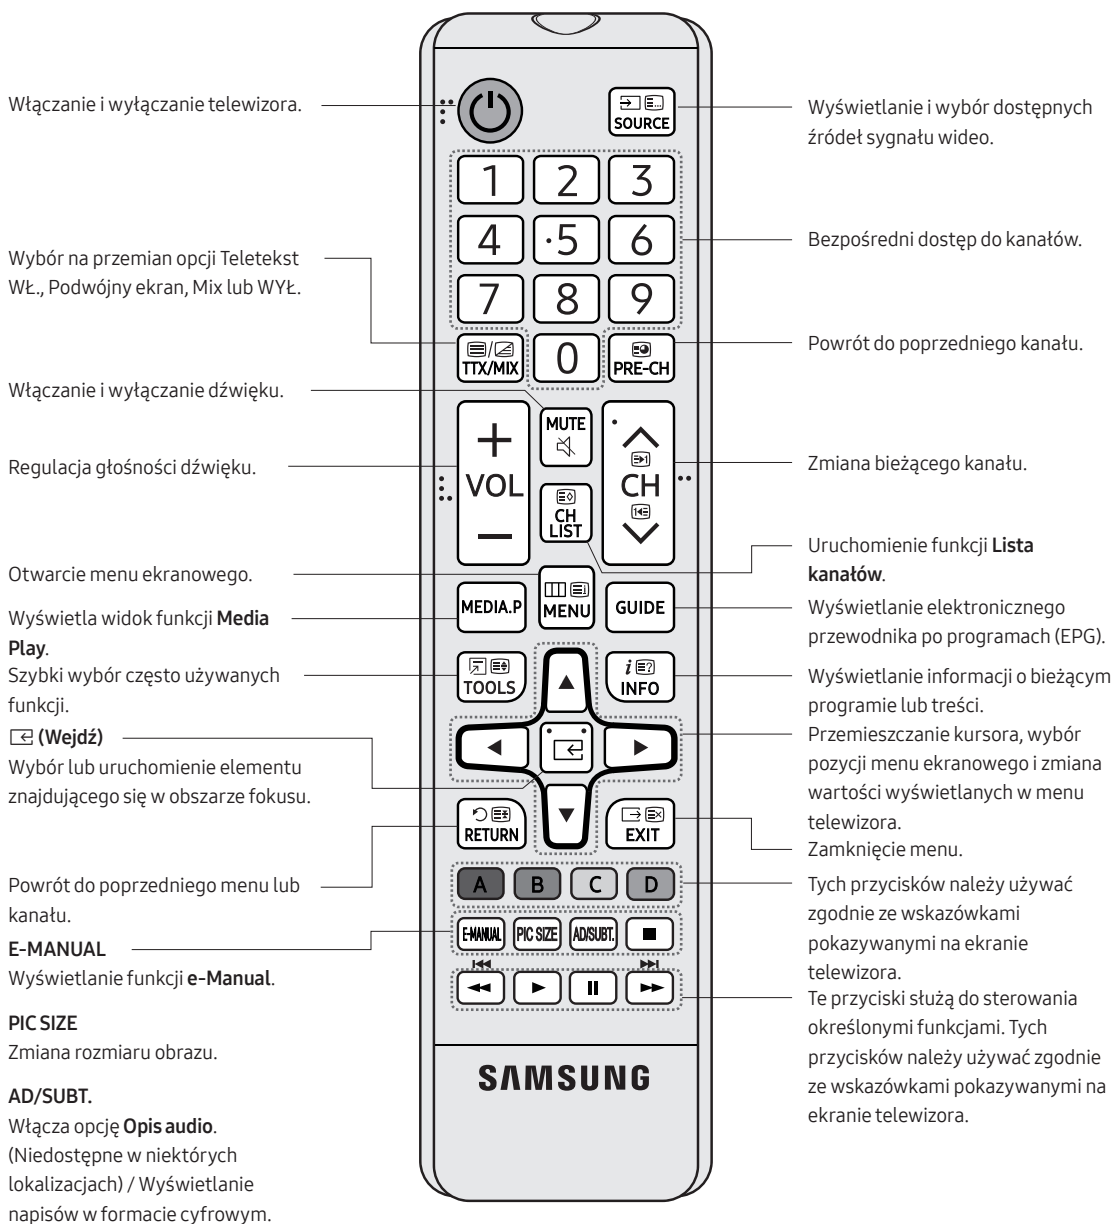 Włączanie i wyłączanie telewizora.
Wybór na przemian opcji Teletekst
WŁ., Podwójny ekran, Mix lub WYŁ.
Włączanie i wyłączanie dźwięku.
Regulacja głośności dźwięku.
Otwarcie menu ekranowego.
Wyświetla widok funkcji Media
Play.
Szybki wybór często używanych
funkcji.
(Wejdź)
Wybór lub uruchomienie elementu
znajdującego się w obszarze fokusu.
Powrót do poprzedniego menu lub
kanału.
E-MANUAL
Wyświetlanie funkcji e-Manual.
PIC SIZE
Zmiana rozmiaru obrazu.
AD/SUBT.
Włącza opcję Opis audio.
(Niedostępne w niektórych
lokalizacjach) / Wyświetlanie
napisów w formacie cyfrowym.
SOURCE
1 2 3
4 5 6
7 8 9
TTX/MIX 0 PRE-CH
MUTE
+
VOL
−
CH
CH
LIST
MEDIA.P MENU GUIDE
TOOLS INFO
RETURN EXIT
A B C D
E-MANUAL PIC SIZE AD/SUBT.
SAMSUNG
Wyświetlanie i wybór dostępnych
źródeł sygnału wideo.
Bezpośredni dostęp do kanałów.
Powrót do poprzedniego kanału.
Zmiana bieżącego kanału.
Uruchomienie funkcji Lista
kanałów.
Wyświetlanie elektronicznego
przewodnika po programach (EPG).
Wyświetlanie informacji o bieżącym
programie lub treści.
Przemieszczanie kursora, wybór
pozycji menu ekranowego i zmiana
wartości wyświetlanych w menu
telewizora.
Zamknięcie menu.
Tych przycisków należy używać
zgodnie ze wskazówkami
pokazywanymi na ekranie
telewizora.
Te przyciski służą do sterowania
określonymi funkcjami. Tych
przycisków należy używać zgodnie
ze wskazówkami pokazywanymi na
ekranie telewizora.